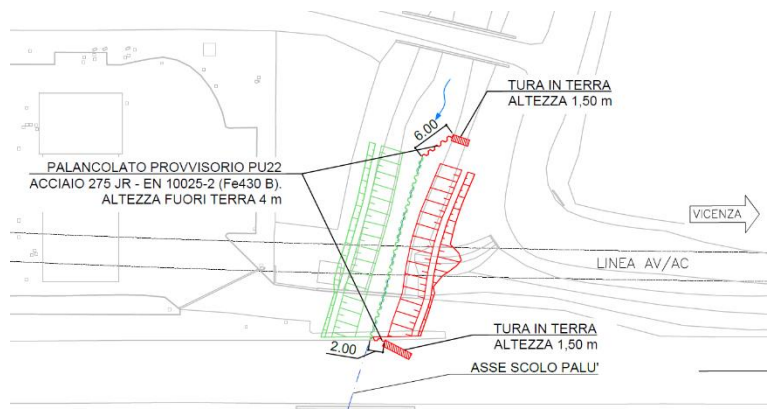 TURA IN TERRA
ALTEZZA 1,50 m
6.00
PALANCOLATO PROVVISORIO PU22
ACCIAIO 275 JR - EN 10025-2 (Fe430 B).
ALTEZZA FUORI TERRA 4 m
VICENZA
LINEA AV/AC
TURA IN TERRA
ALTEZZA 1,50 m
2.00
ASSE SCOLO PALU'